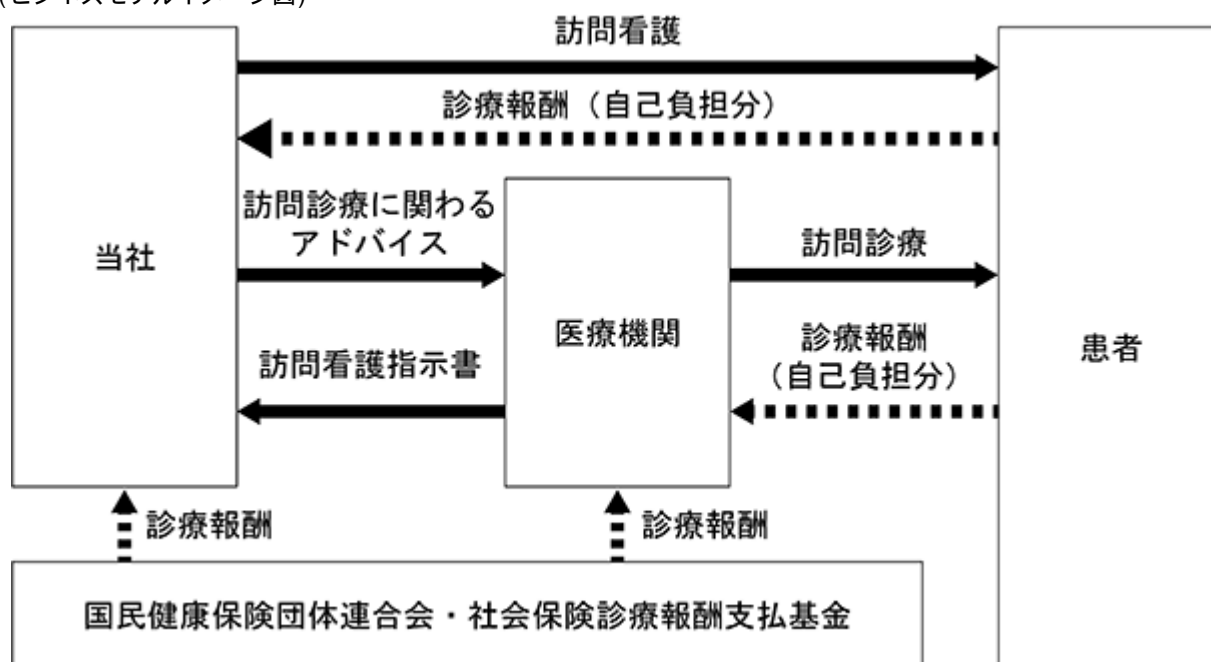 訪問看護
診療報酬（自己負担分）
訪問診療に関わる
アドバイス
訪問診療
当社
医療機関
患者
訪問看護指示書
診療報酬
（自己負担分）
診療報酬
診療報酬
国民健康保険団体連合会・社会保険診療報酬支払基金